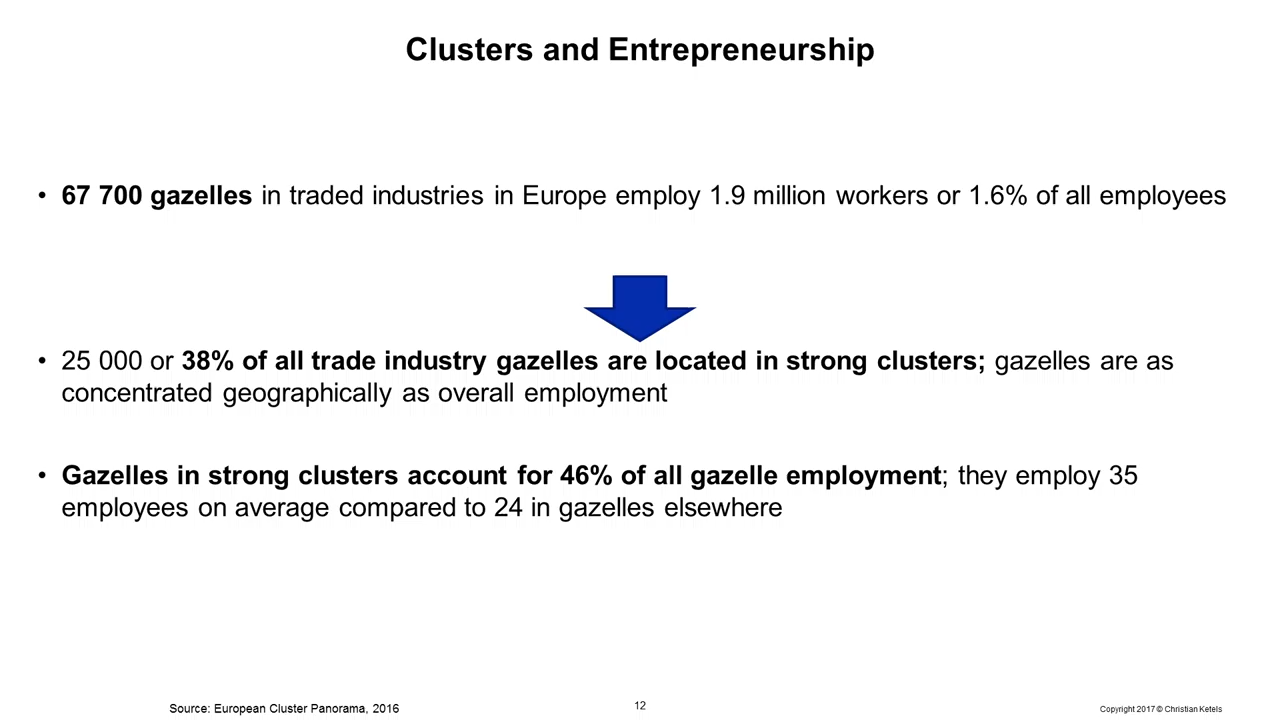 Clusters and Entrepreneurship
• 67 700 gazelles in traded industries in Europe employ 1.9 million workers or 1.6% of all employees
• 25 000 or 38% of all trade industry gazelles are located in strong clusters; gazelles are as
concentrated geographically as overall employment
• Gazelles in strong clusters account for 46% of all gazelle employment; they employ 35
employees on average compared to 24 in gazelles elsewhere
Source: European Cluster Panorama, 2016
12
Copyright 2017 © Christian Ketels